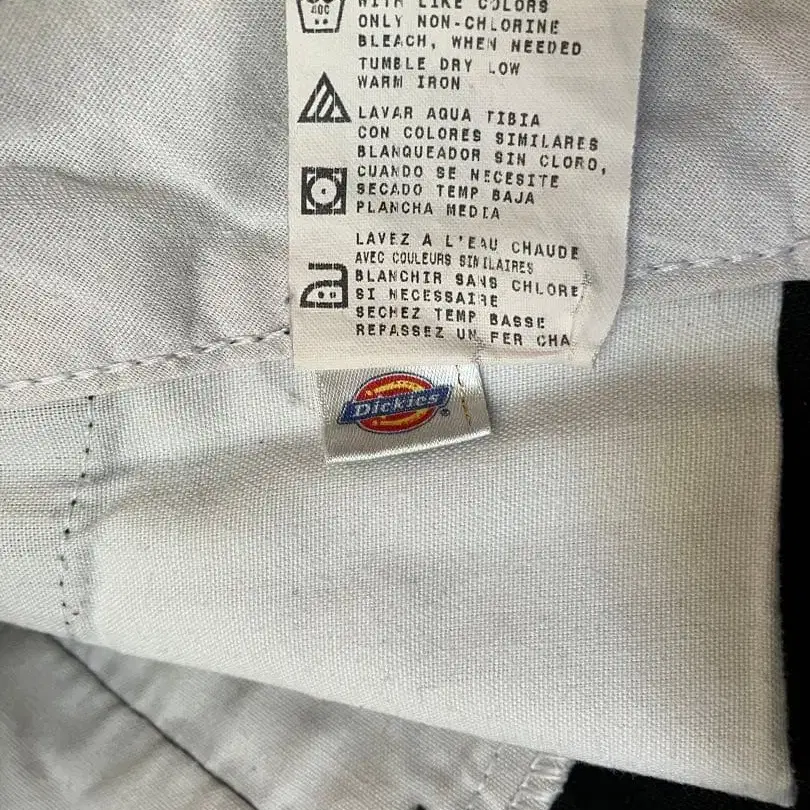 40C
WITH LIKE COLORS
ONLY NON-CHLORINE
BLEACH, WHEN NEEDED
TUMBLE DRY LOW
WARM IRON
LAVAR AQUA TIBIA
CON COLORES SIMILARES
BLANQUEADOR SIN CLORO,
CUANDO SE NECESITE
SECADO TEMP BAJA
PLANCHA MEDIA
LAVEZ A L'EAU CHAUDE
AVEC COULEURS SIMILAIRES
BLANCHIR SANS CHLORE
SI NECESSAIRE
SECHEZ TEMP BASSE
REPASSEZ UN FER CHA
Dickies®